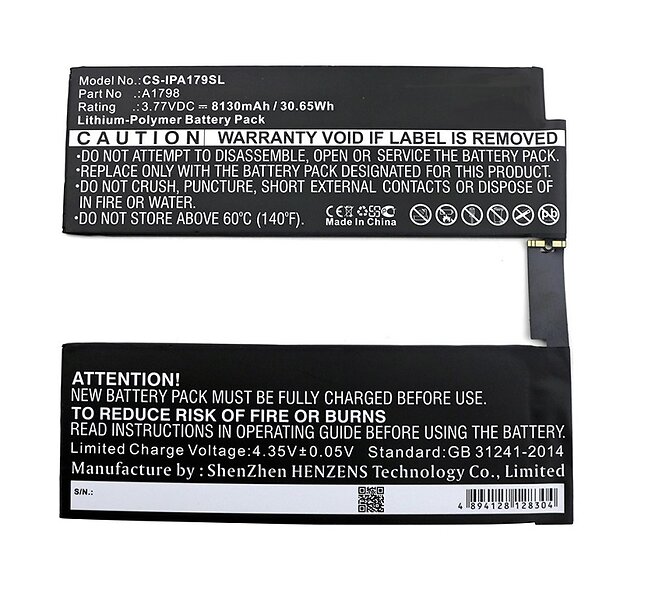 Model No.:CS-IPA179SL
Part No .:A1798
Rating .:3.77VDC ⎓ 8130mAh / 30.65Wh
Lithium-Polymer Battery Pack
CAUTION WARRANTY VOID IF LABEL IS REMOVED
•DO NOT ATTEMPT TO DISASSEMBLE, OPEN OR SERVICE THE BATTERY PACK.
•REPLACE ONLY WITH THE BATTERY PACK DESIGNATED FOR THIS PRODUCT.
•DO NOT CRUSH, PUNCTURE, SHORT EXTERNAL CONTACTS OR DISPOSE OF
IN FIRE OR WATER.
•DO NOT STORE ABOVE 60°C (140°F).
CE
Made In China
Pb
ATTENTION!
NEW BATTERY PACK MUST BE FULLY CHARGED BEFORE USE.
TO REDUCE RISK OF FIRE OR BURNS
READ INSTRUCTIONS IN OPERATING GUIDE BEFORE USING THE BATTERY.
Limited Charge Voltage:4.35V±0.05V Standard:GB 31241-2014
Manufacture by : ShenZhen HENZENS Technology Co., Limited
S/N.:
4 894128 128304